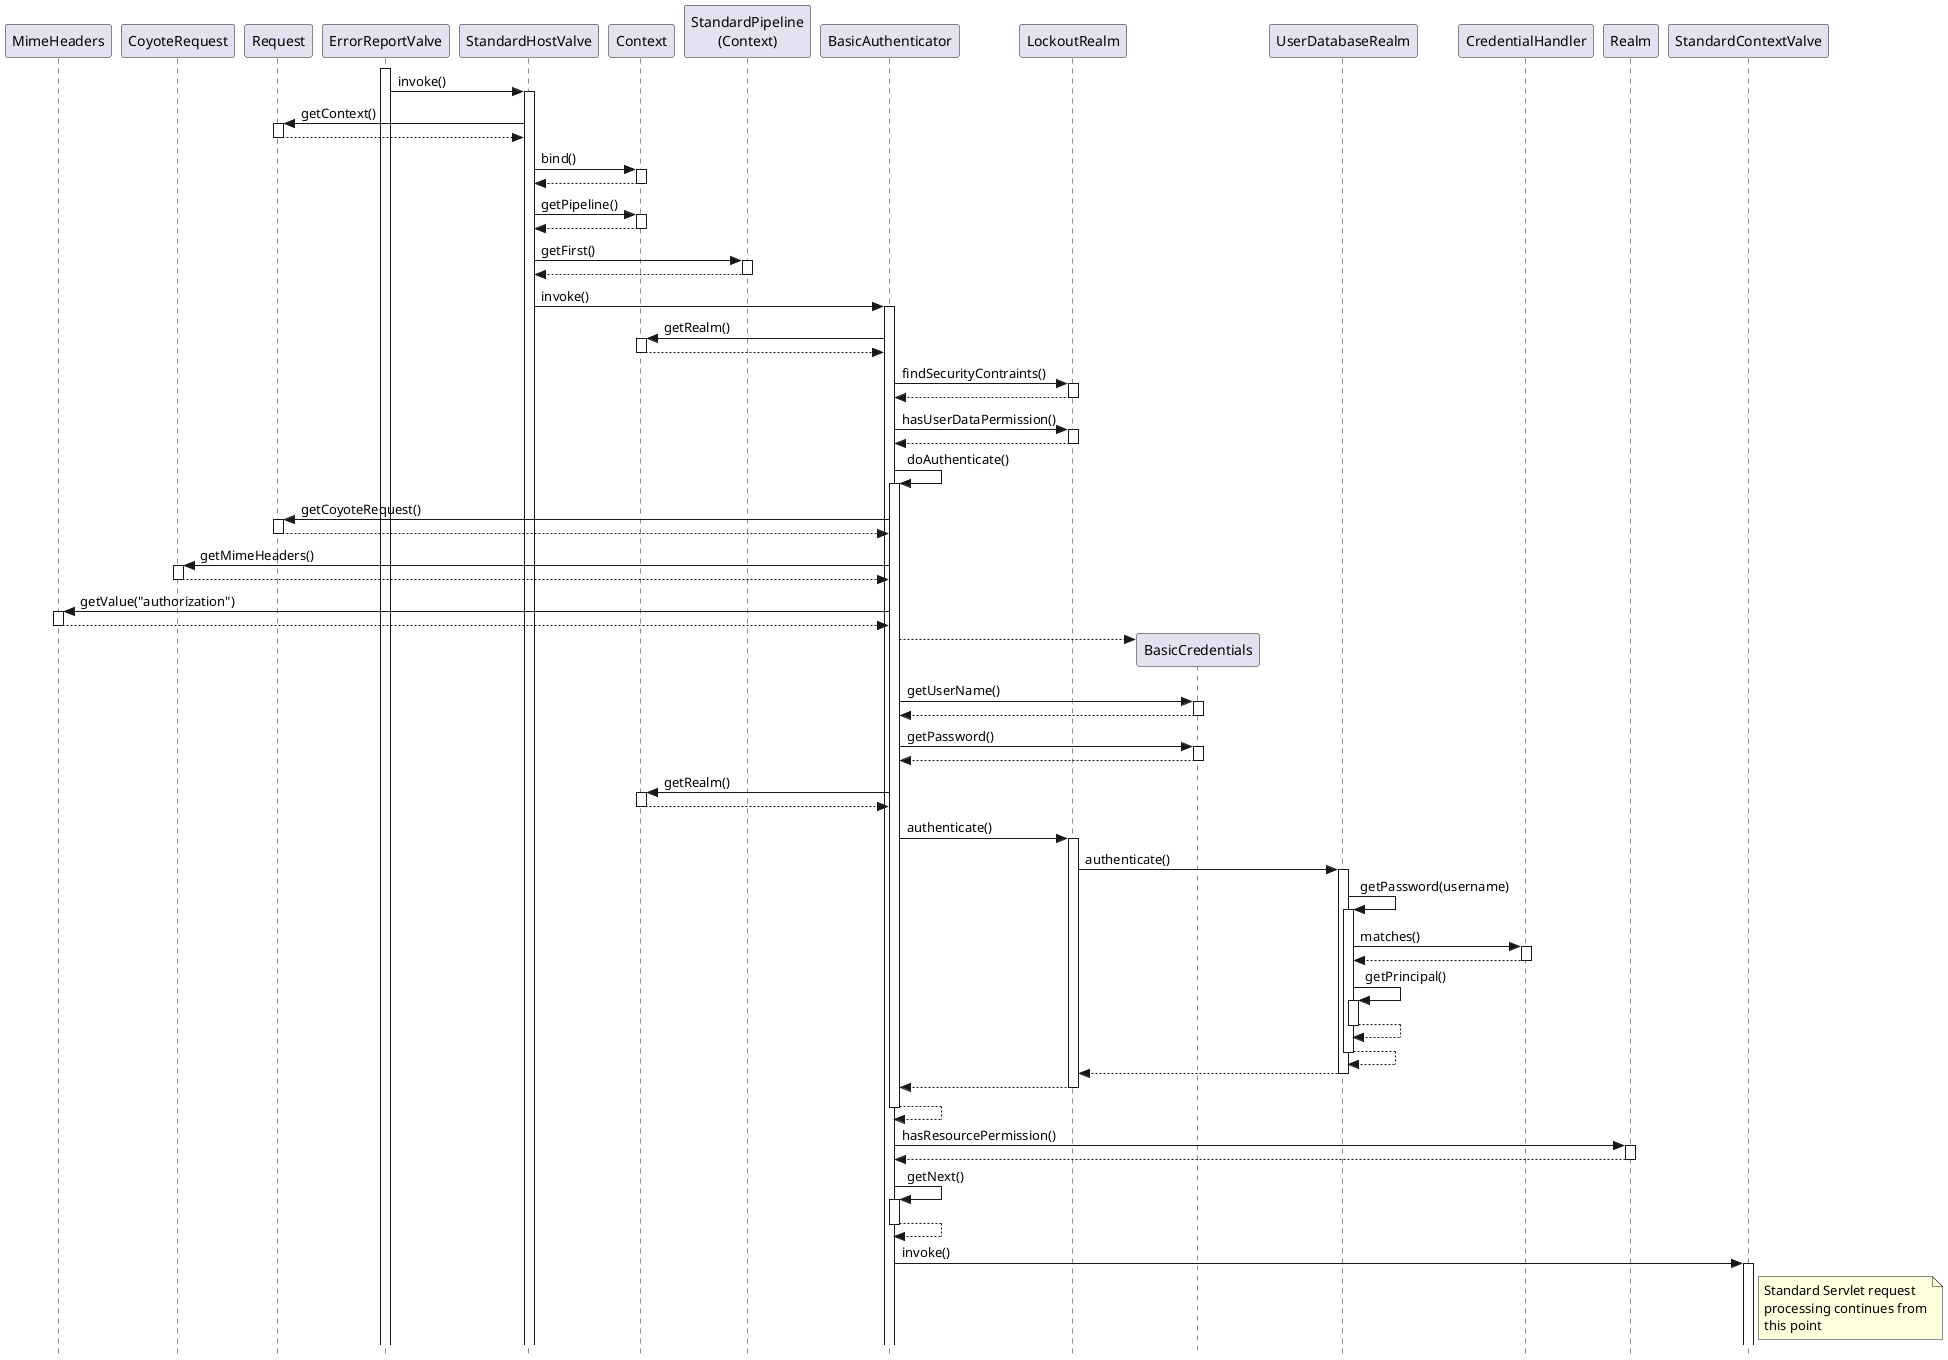 MimeHeaders
CoyoteRequest
Request
ErrorReportValve
StandardHostValve
Context
StandardPipeline
(Context)
BasicAuthenticator
LockoutRealm
UserDatabaseRealm
CredentialHandler
Realm
StandardContextValve
invoke()
getContext()
bind()
getPipeline()
getFirst()
invoke()
getRealm()
findSecurityContraints()
hasUserDataPermission()
doAuthenticate()
getCoyoteRequest()
getMimeHeaders()
getValue("authorization")
BasicCredentials
getUserName()
getPassword()
getRealm()
authenticate()
authenticate()
getPassword(username)
matches()
getPrincipal()
hasResourcePermission()
getNext()
invoke()
Standard Servlet request
processing continues from
this point